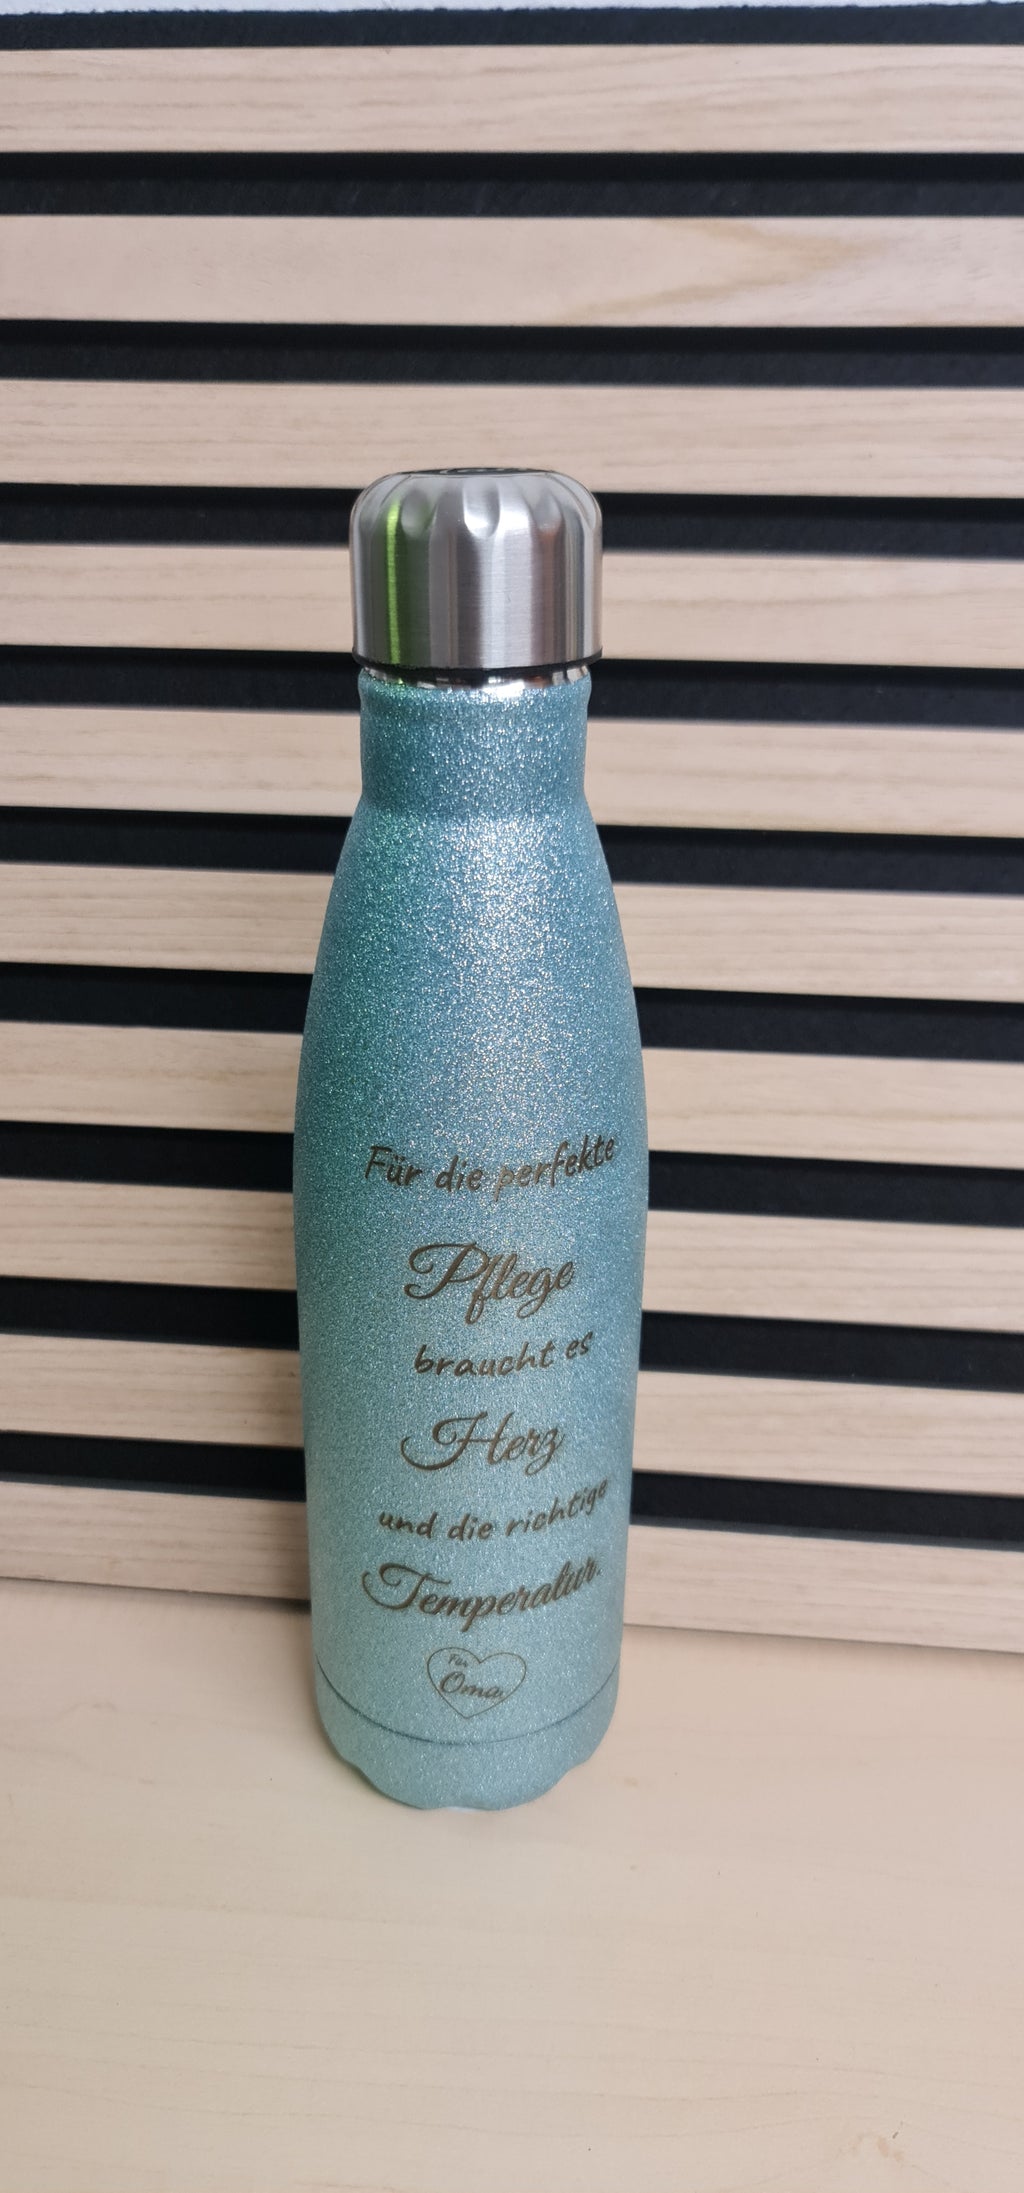 Für die perfekte
Pflege
braucht es
Herz
und die richtige
Temperatur.
Für
Oma